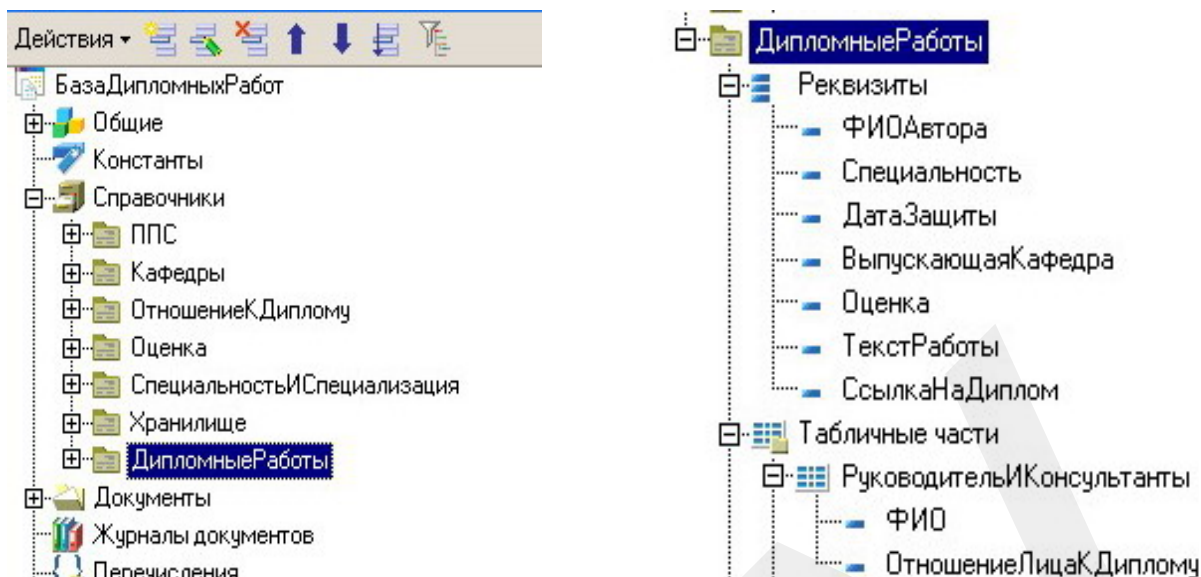 Действия
БазаДипломныхРабот
Общие
Константы
Справочники
ППС
Кафедры
ОтношениеКДиплому
Оценка
СпециальностьИСпециализация
Хранилище
ДипломныеРаботы
Документы
Журналы документов
Перечисления
ДипломныеРаботы
Реквизиты
ФИОАвтора
Специальность
ДатаЗащиты
ВыпускающаяКафедра
Оценка
ТекстРаботы
СсылкаНаДиплом
Табличные части
РуководительИКонсультанты
ФИО
ОтношениеЛицаКДиплому